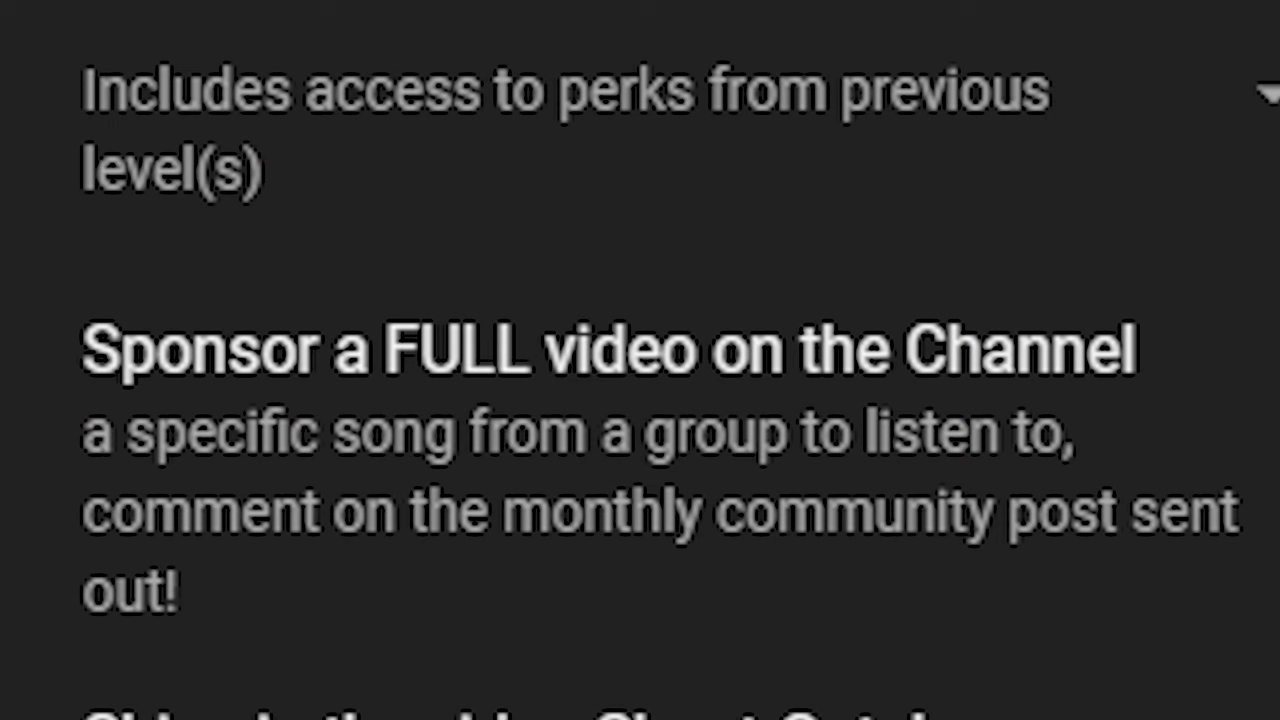 Includes access to perks from previous
level(s)
Sponsor a FULL video on the Channel
a specific song from a group to listen to,
comment on the monthly community post sent
out!